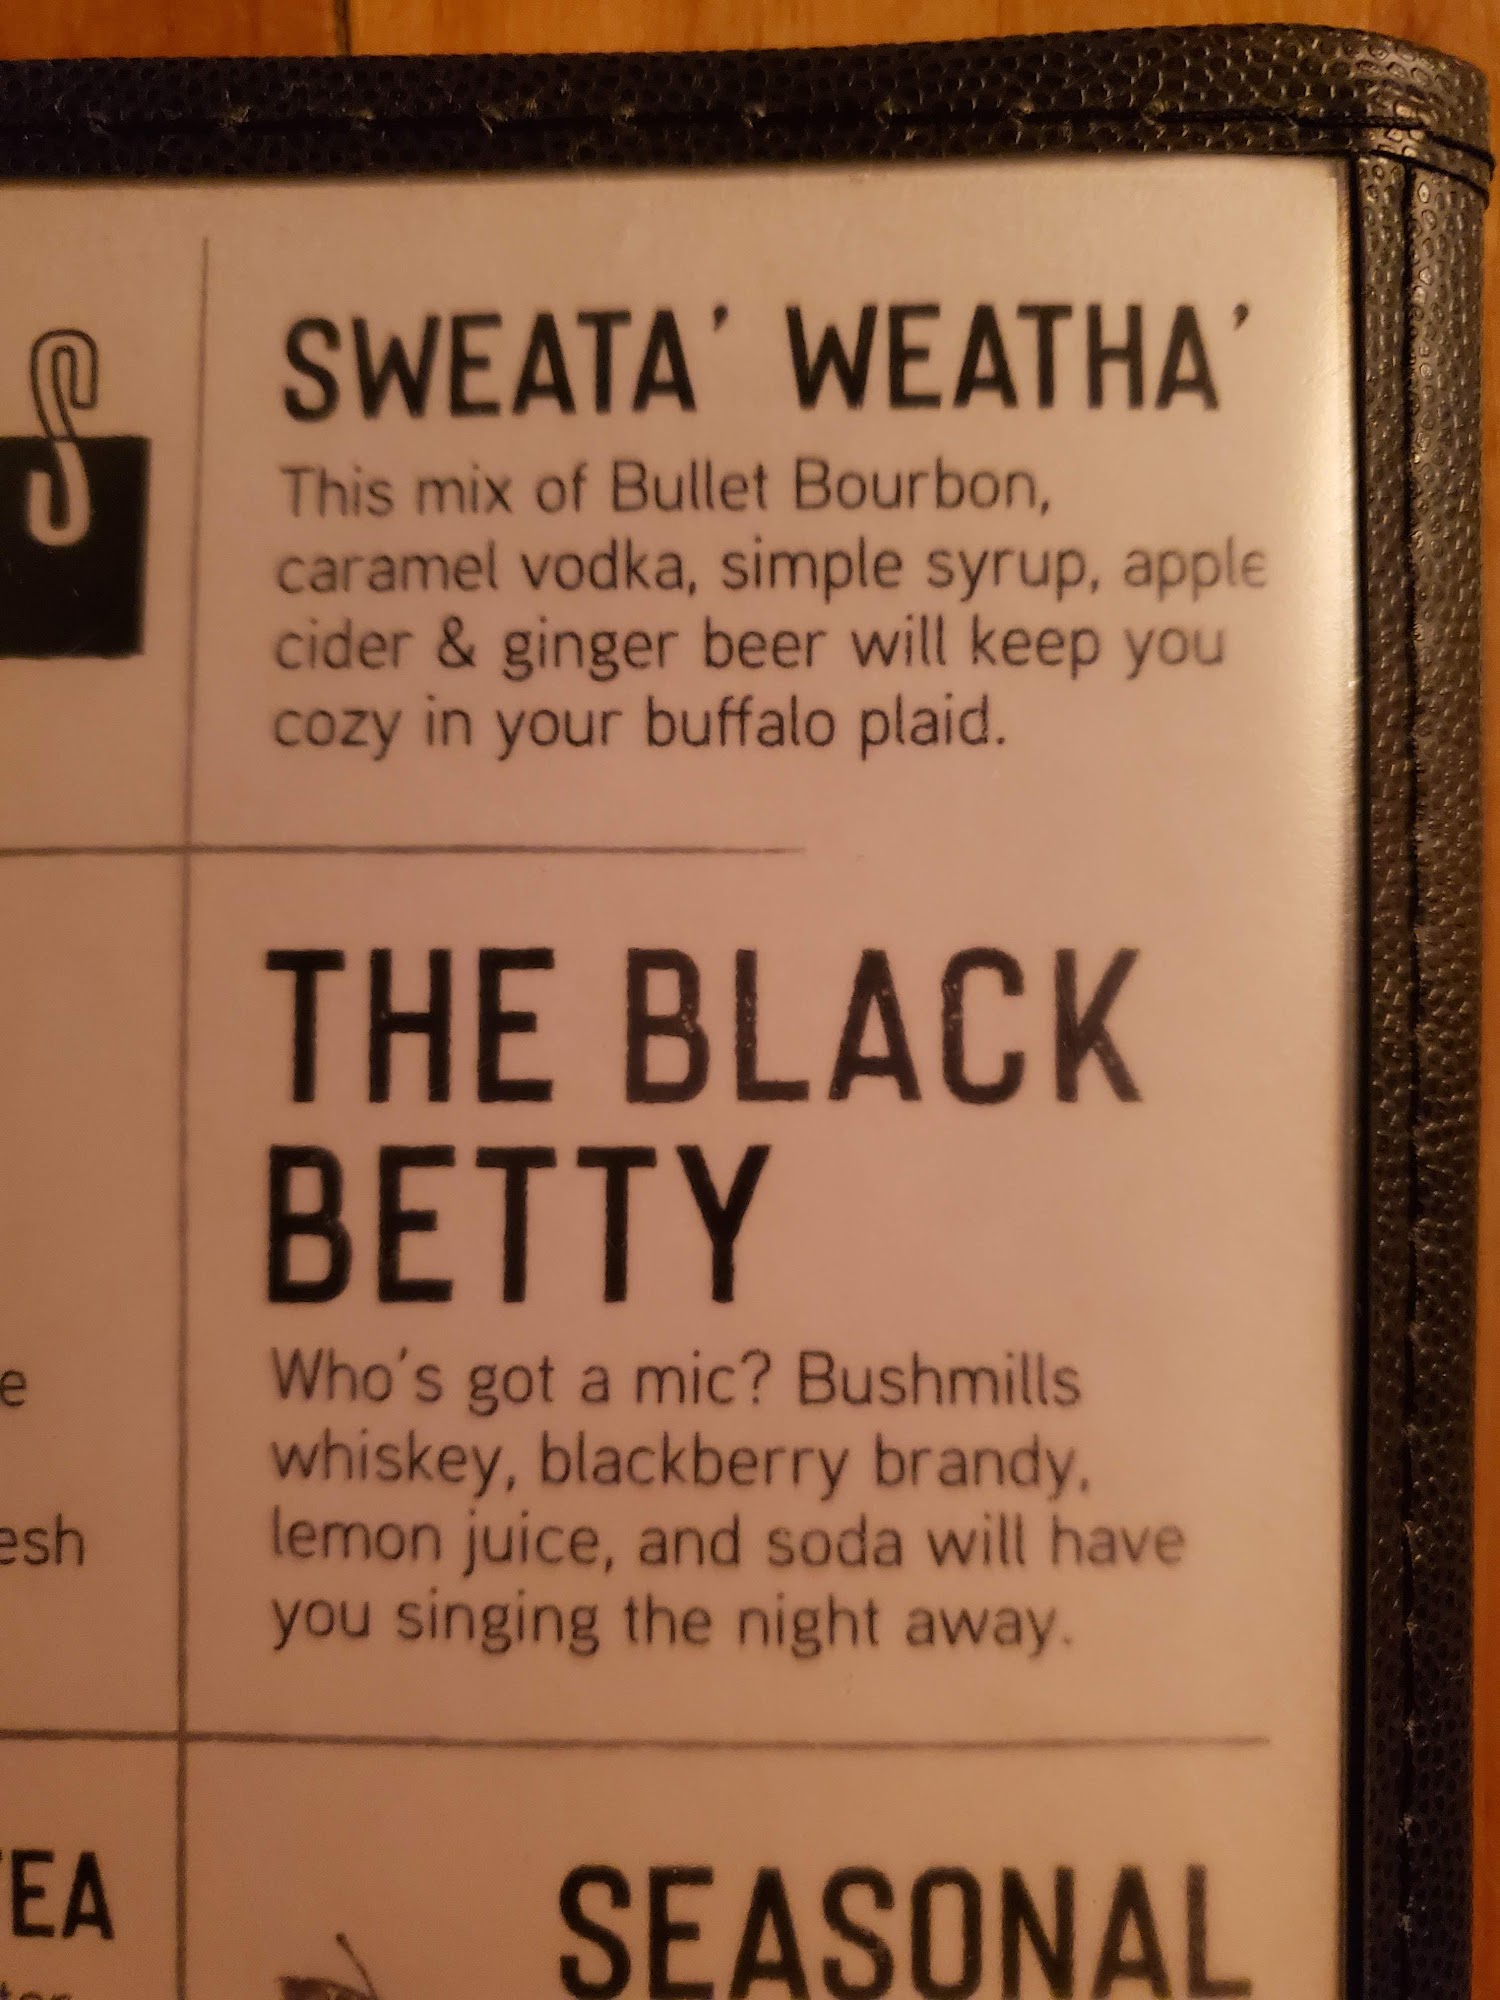 SWEATA’ WEATHA’
This mix of Bullet Bourbon,
caramel vodka, simple syrup, apple
cider & ginger beer will keep you
cozy in your buffalo plaid.
THE BLACK
BETTY
Who’s got a mic? Bushmills
whiskey, blackberry brandy,
lemon juice, and soda will have
you singing the night away.
SEASONAL